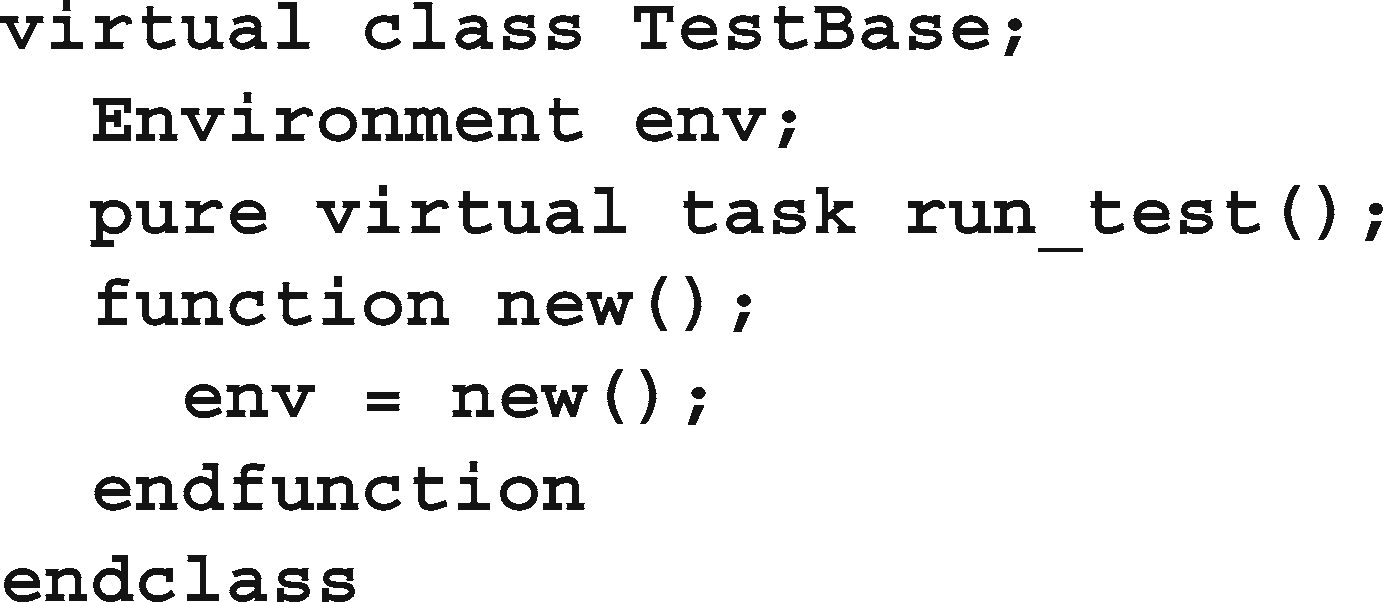 virtual class TestBase;
  Environment env;
  pure virtual task run_test();
  function new();
    env = new();
  endfunction
endclass